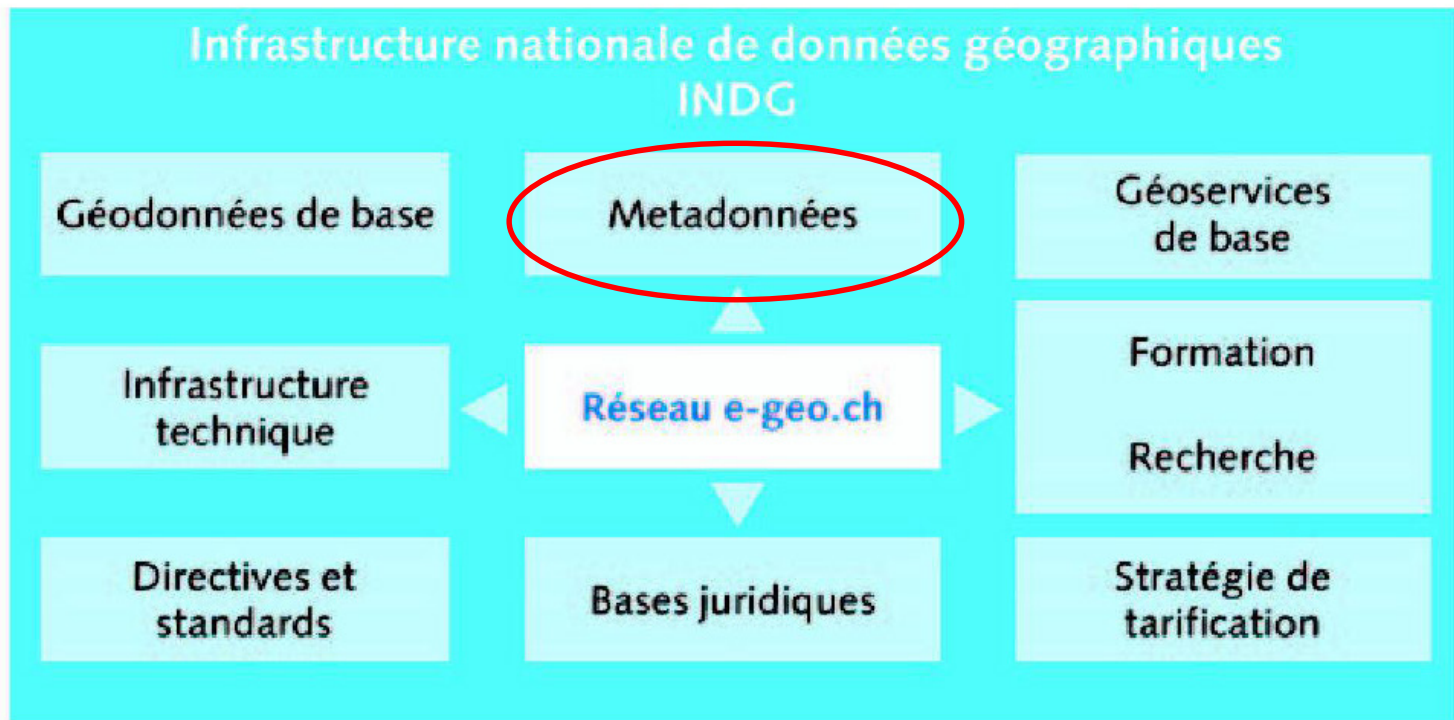 Infrastructure nationale de données géographiques
INDG
Géodonnées de base
Metadonnées
Géoservices
de base
Infrastructure
technique
Réseau e-geo.ch
Formation
Recherche
Directives et
standards
Bases juridiques
Stratégie de
tarification